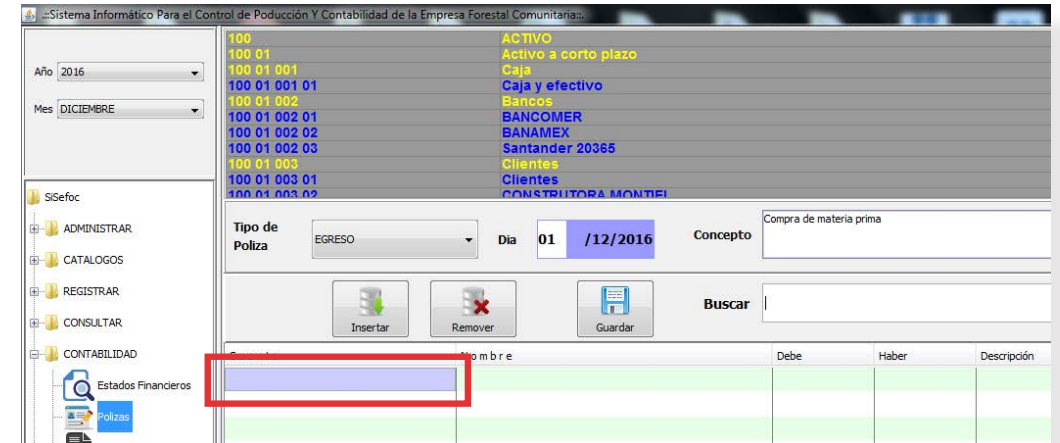 .::Sistema Informático Para el Control de Poducción Y Contabilidad de la Empresa Forestal Comunitaria::.
Año 2016
Mes DICIEMBRE
100 ACTIVO
100 01 Activo a corto plazo
100 01 001 Caja
100 01 001 01 Caja y efectivo
100 01 002 Bancos
100 01 002 01 BANCOMER
100 01 002 02 BANAMEX
100 01 002 03 Santander 20365
100 01 003 Clientes
100 01 003 01 Clientes
100 01 003 02 CONSTRUTORA MONTIEL
SiSefoc
ADMINISTRAR
CATALOGOS
REGISTRAR
CONSULTAR
CONTABILIDAD
Estados Financieros
Polizas
Tipo de
Poliza
EGRESO
Dia 01 /12/2016
Concepto
Compra de materia prima
Insertar
Remover
Guardar
Buscar
Nombre Debe Haber Descripción